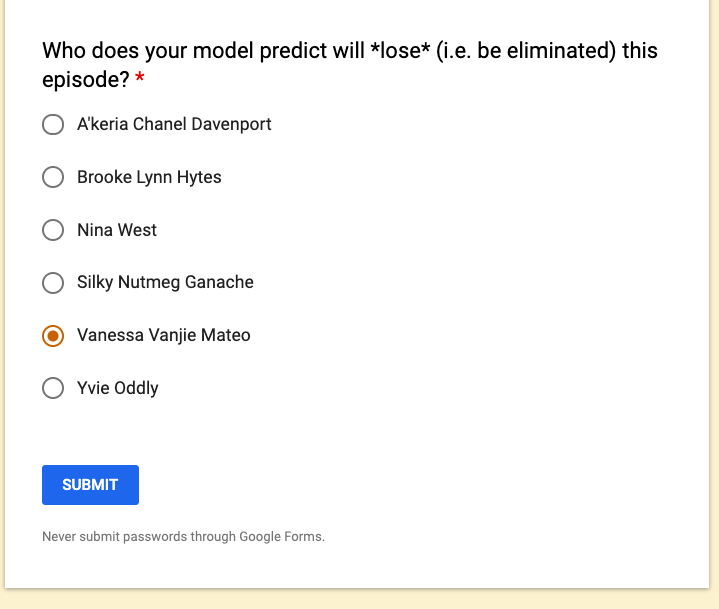 Who does your model predict will *lose* (i.e. be eliminated) this
episode? *
A'keria Chanel Davenport
Brooke Lynn Hytes
Nina West
Silky Nutmeg Ganache
Vanessa Vanjie Mateo
Yvie Oddly
SUBMIT
Never submit passwords through Google Forms.